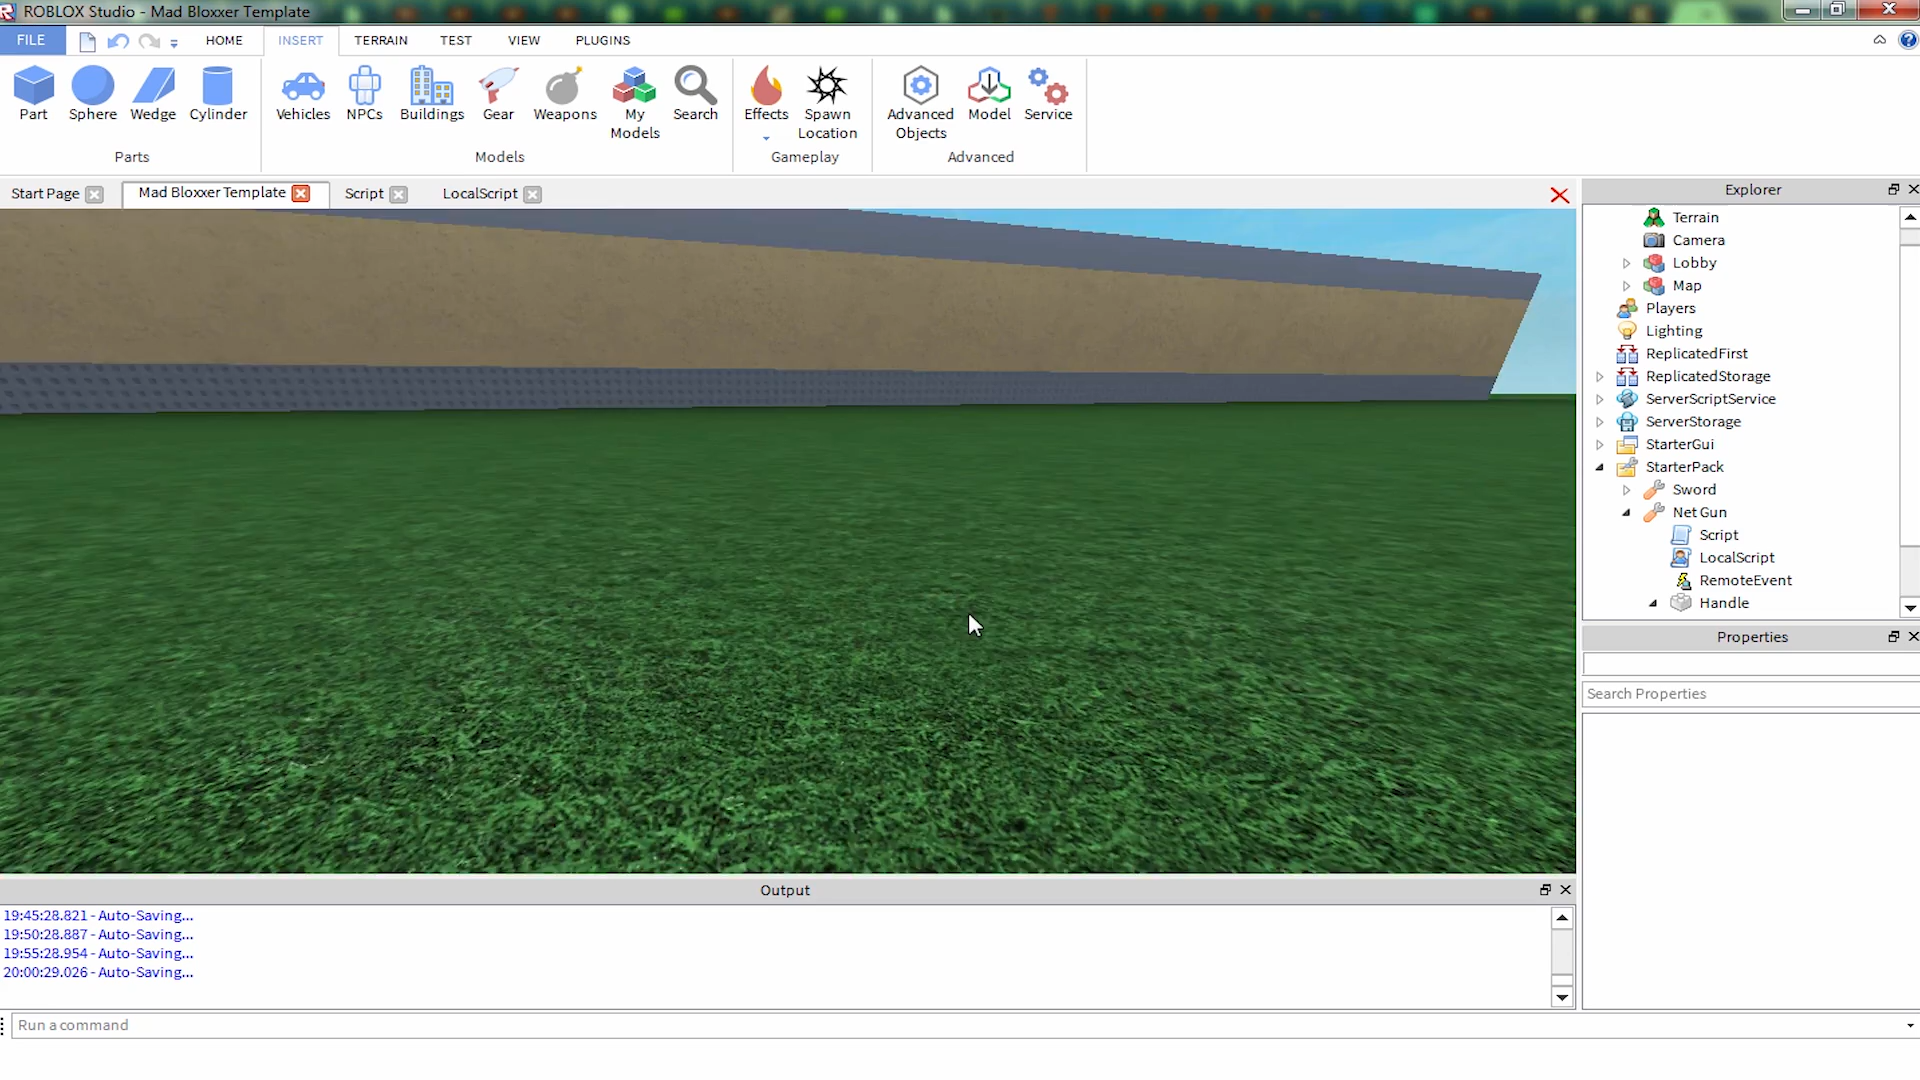 ROBLOX Studio - Mad Bloxxer Template
FILE HOME INSERT TERRAIN TEST VIEW PLUGINS
Part Sphere Wedge Cylinder Vehicles NPCs Buildings Gear Weapons My Models Search Effects Spawn Location Advanced Objects Model Service
Parts Models Gameplay Advanced
Start Page Mad Bloxxer Template Script LocalScript
Explorer
Terrain
Camera
Lobby
Map
Players
Lighting
ReplicatedFirst
ReplicatedStorage
ServerScriptService
ServerStorage
StarterGui
StarterPack
Sword
Net Gun
Script
LocalScript
RemoteEvent
Handle
Properties
Search Properties
Output
19:45:28.821 - Auto-Saving...
19:50:28.887 - Auto-Saving...
19:55:28.954 - Auto-Saving...
20:00:29.026 - Auto-Saving...
Run a command